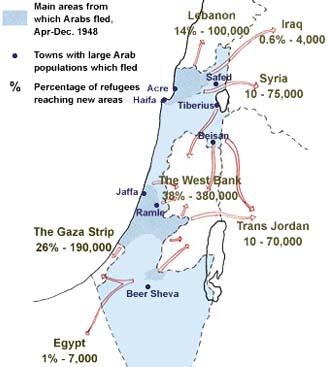 Main areas from
which Arabs fled,
Apr-Dec. 1948
Towns with large Arab
populations which fled
% Percentage of refugees
reaching new areas
Lebanon
14% - 100,000
Iraq
0.6% - 4,000
Syria
10 - 75,000
Safed
Acre
Haifa
Tiberius
Beisan
The West Bank
38% - 380,000
Jaffa
Ramle
Trans Jordan
10 - 70,000
The Gaza Strip
26% - 190,000
Beer Sheva
Egypt
1% - 7,000